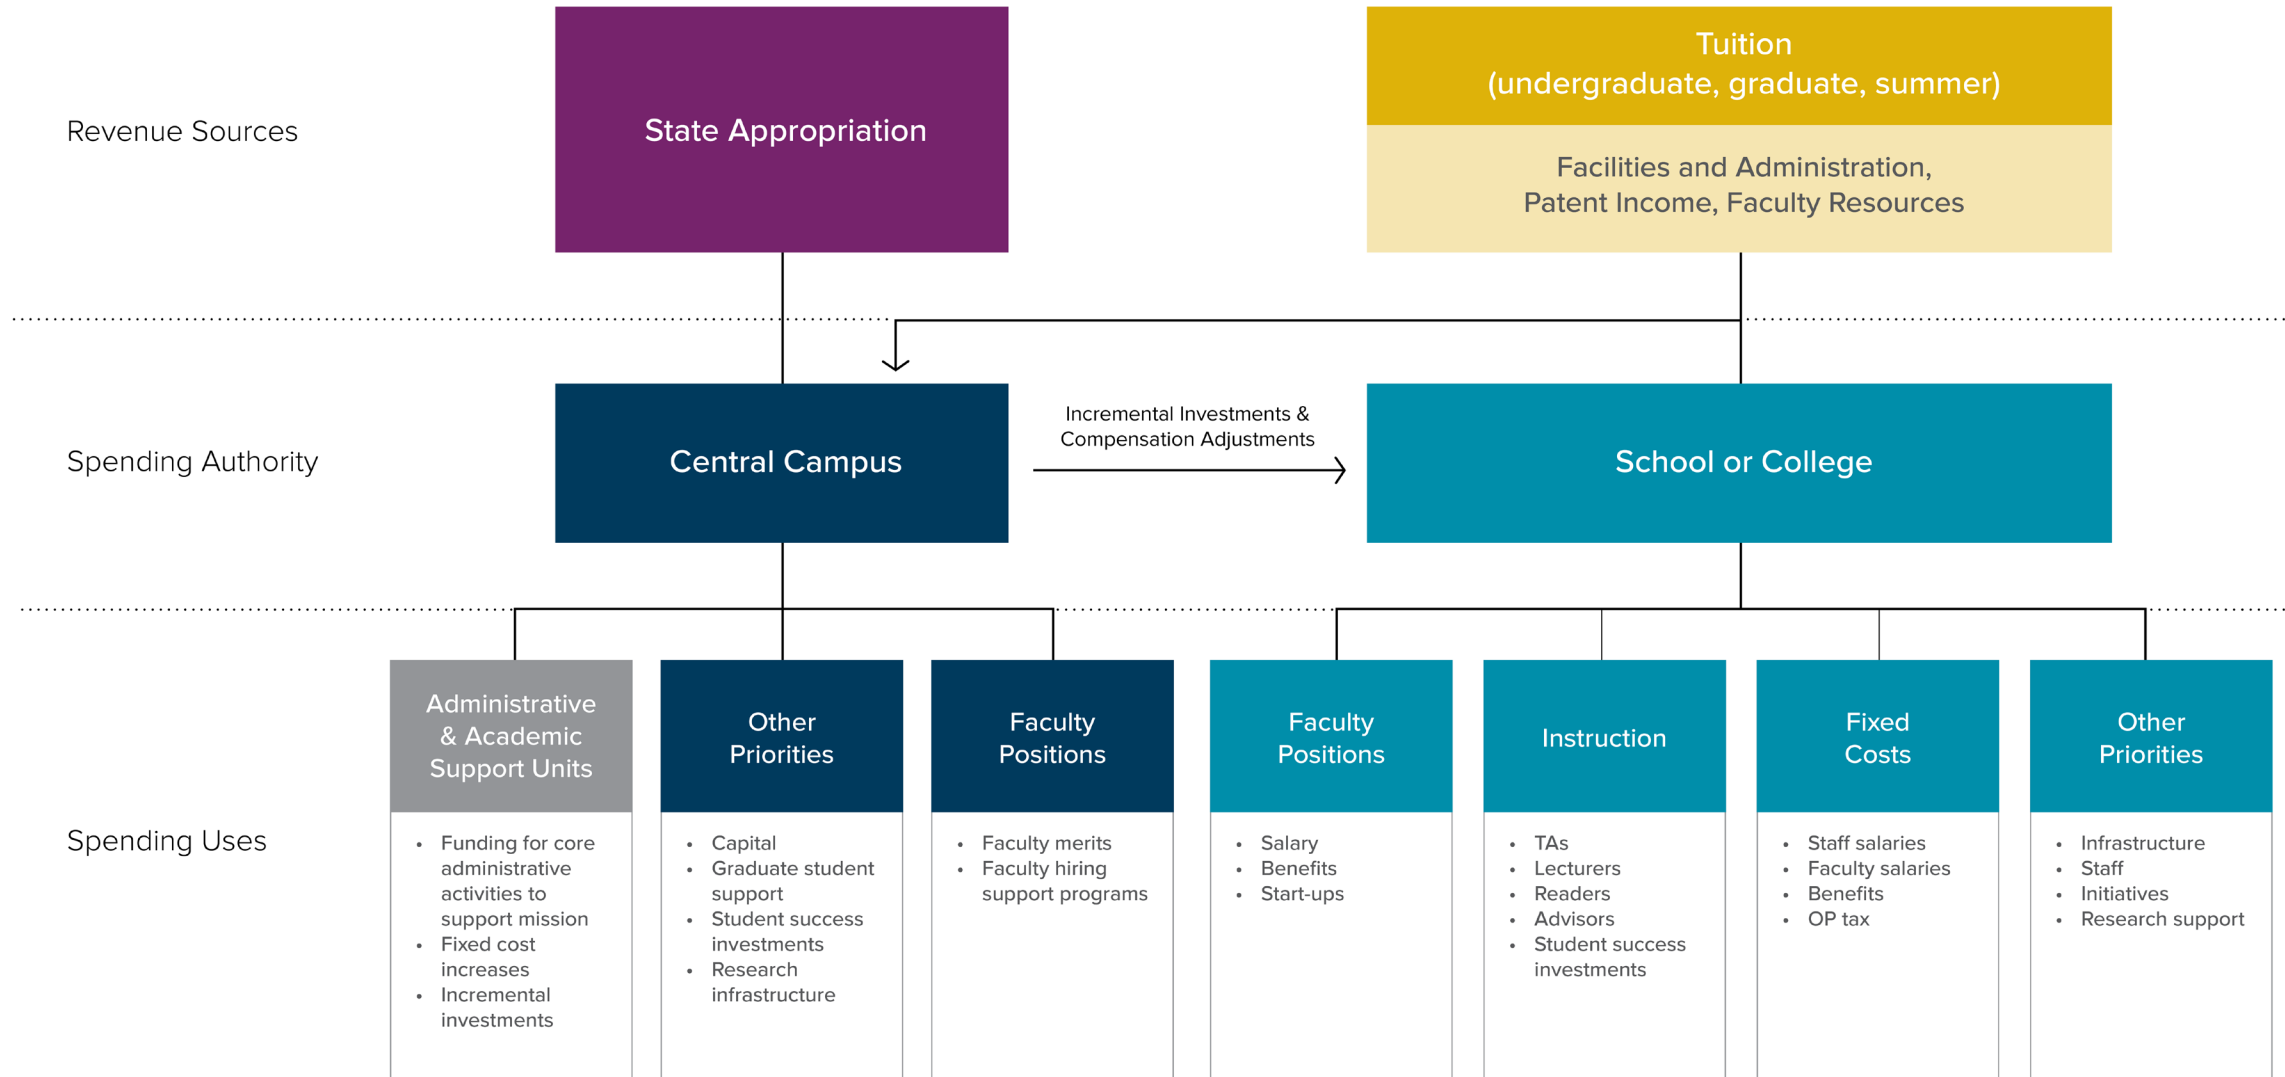 Revenue Sources
State Appropriation
Tuition
(undergraduate, graduate, summer)
Facilities and Administration,
Patent Income, Faculty Resources
Spending Authority
Central Campus
Incremental Investments &
Compensation Adjustments
School or College
Spending Uses
Administrative
& Academic
Support Units
• Funding for core
administrative
activities to
support mission
• Fixed cost
increases
• Incremental
investments
Other
Priorities
• Capital
• Graduate student
support
• Student success
investments
• Research
infrastructure
Faculty
Positions
• Faculty merits
• Faculty hiring
support programs
Faculty
Positions
• Salary
• Benefits
• Start-ups
Instruction
• TAs
• Lecturers
• Readers
• Advisors
• Student success
investments
Fixed
Costs
• Staff salaries
• Faculty salaries
• Benefits
• OP tax
Other
Priorities
• Infrastructure
• Staff
• Initiatives
• Research support